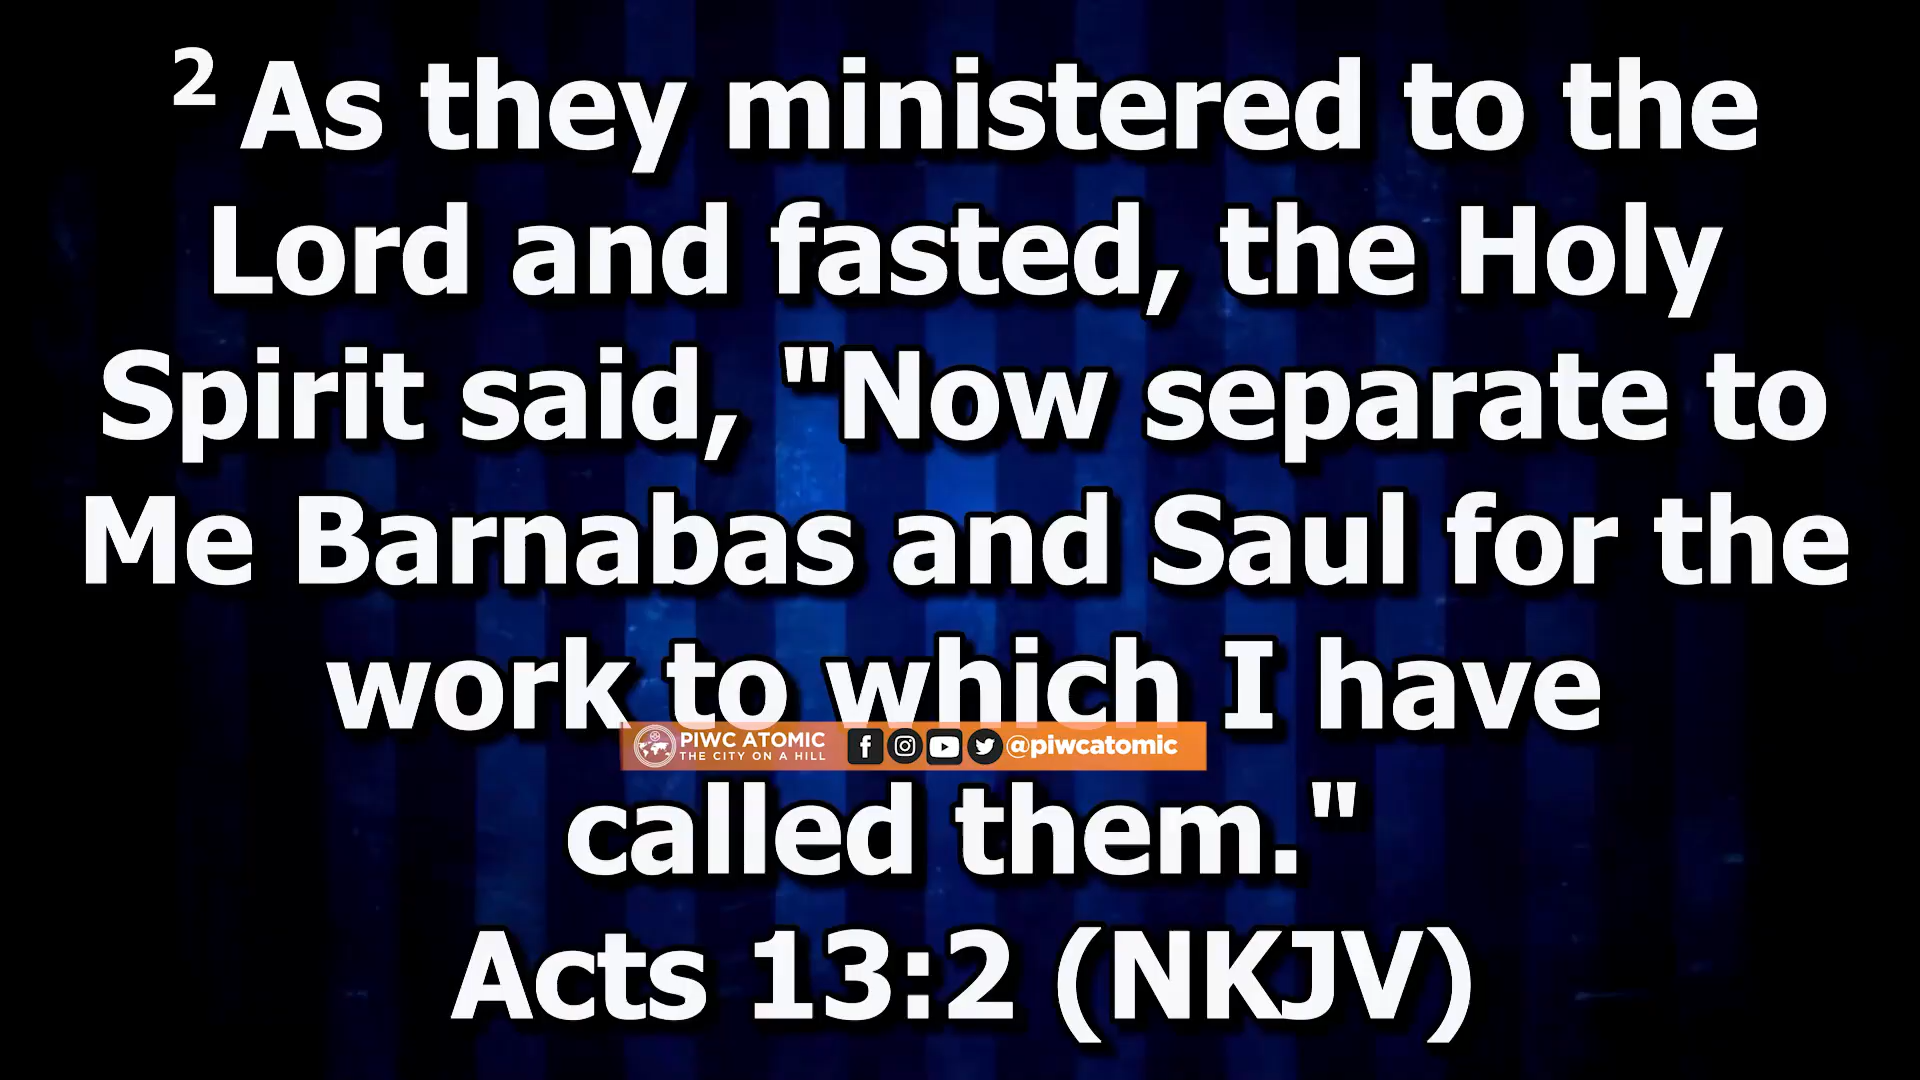 2 As they ministered to the
Lord and fasted, the Holy
Spirit said, "Now separate to
Me Barnabas and Saul for the
work to which I have
PIWC ATOMIC
THE CITY ON A HILL
@piwcatomic
called them."
Acts 13:2 (NKJV)